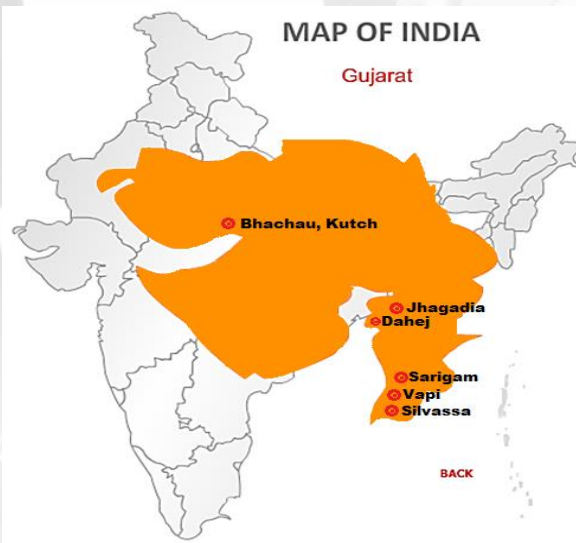 MAP OF INDIA
Gujarat
Bhachau, Kutch
Jhagadia
Dahej
Sarigam
Vapi
Silvassa
BACK